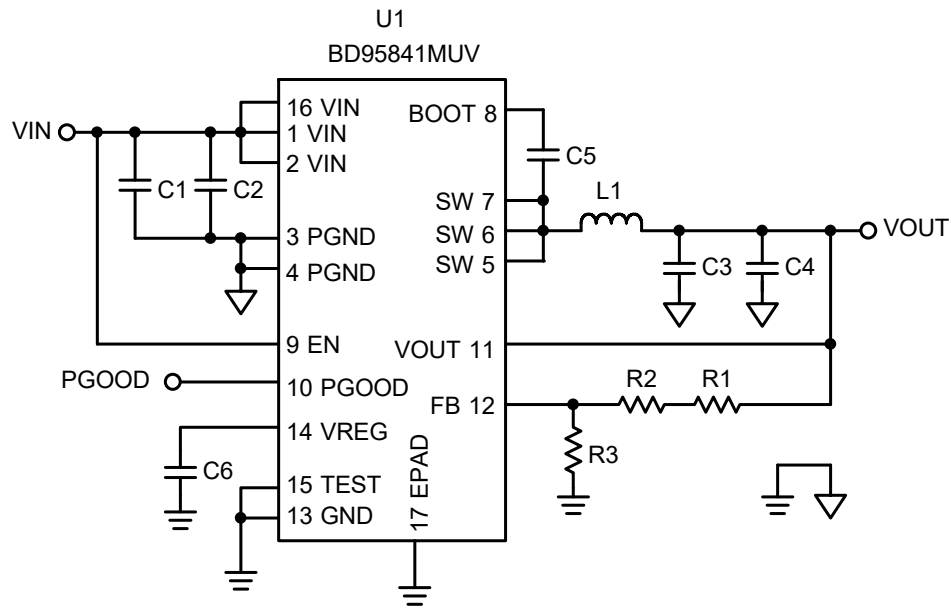 U1
BD95841MUV
VIN
16 VIN
1 VIN
2 VIN
BOOT 8
C5
C1
C2
SW 7
L1
3 PGND
SW 6
VOUT
4 PGND
SW 5
C3
C4
9 EN
VOUT 11
PGOOD
10 PGOOD
R2
R1
FB 12
14 VREG
C6
R3
15 TEST
13 GND
17 EPAD